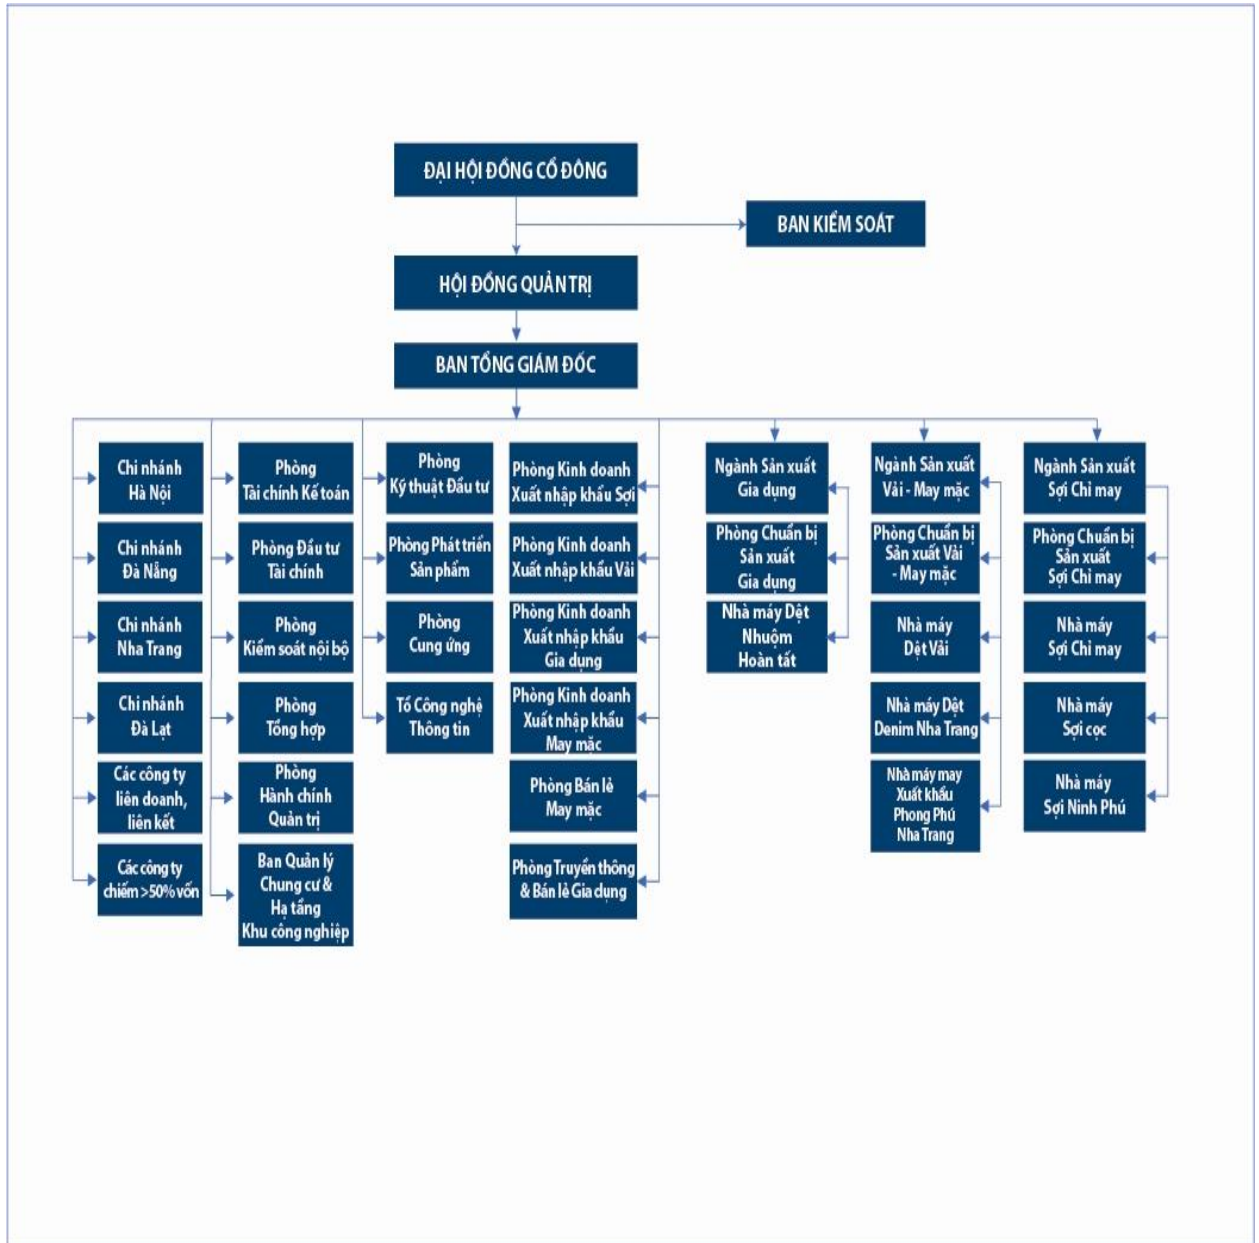 ĐẠI HỘI ĐỒNG CỔ ĐÔNG
BAN KIỂM SOÁT
HỘI ĐỒNG QUẢN TRỊ
BAN TỔNG GIÁM ĐỐC
Chi nhánh
Hà Nội
Chi nhánh
Đà Nẵng
Chi nhánh
Nha Trang
Chi nhánh
Đà Lạt
Các công ty
liên doanh,
liên kết
Các công ty
chiếm >50% vốn
Phòng
Tài chính Kế toán
Phòng Đầu tư
Tài chính
Phòng
Kiểm soát nội bộ
Phòng
Tổng hợp
Phòng
Hành chính
Quản trị
Ban Quản lý
Chung cư &
Hạ tầng
Khu công nghiệp
Phòng
Kỹ thuật Đầu tư
Phòng Phát triển
Sản phẩm
Phòng
Cung ứng
Tổ Công nghệ
Thông tin
Phòng Kinh doanh
Xuất nhập khẩu Sợi
Phòng Kinh doanh
Xuất nhập khẩu Vải
Phòng Kinh doanh
Xuất nhập khẩu
Gia dụng
Phòng Kinh doanh
Xuất nhập khẩu
May mặc
Phòng Bán lẻ
May mặc
Phòng Truyền thông
& Bán lẻ Gia dụng
Ngành Sản xuất
Gia dụng
Phòng Chuẩn bị
Sản xuất
Gia dụng
Nhà máy Dệt
Nhuộm
Hoàn tất
Ngành Sản xuất
Vải - May mặc
Phòng Chuẩn bị
Sản xuất Vải
- May mặc
Nhà máy
Dệt Vải
Nhà máy Dệt
Denim Nha Trang
Nhà máy may
Xuất khẩu
Phong Phú
Nha Trang
Ngành Sản xuất
Sợi Chỉ may
Phòng Chuẩn bị
Sản xuất
Sợi Chỉ may
Nhà máy
Sợi Chỉ may
Nhà máy
Sợi cọc
Nhà máy
Sợi Ninh Phú